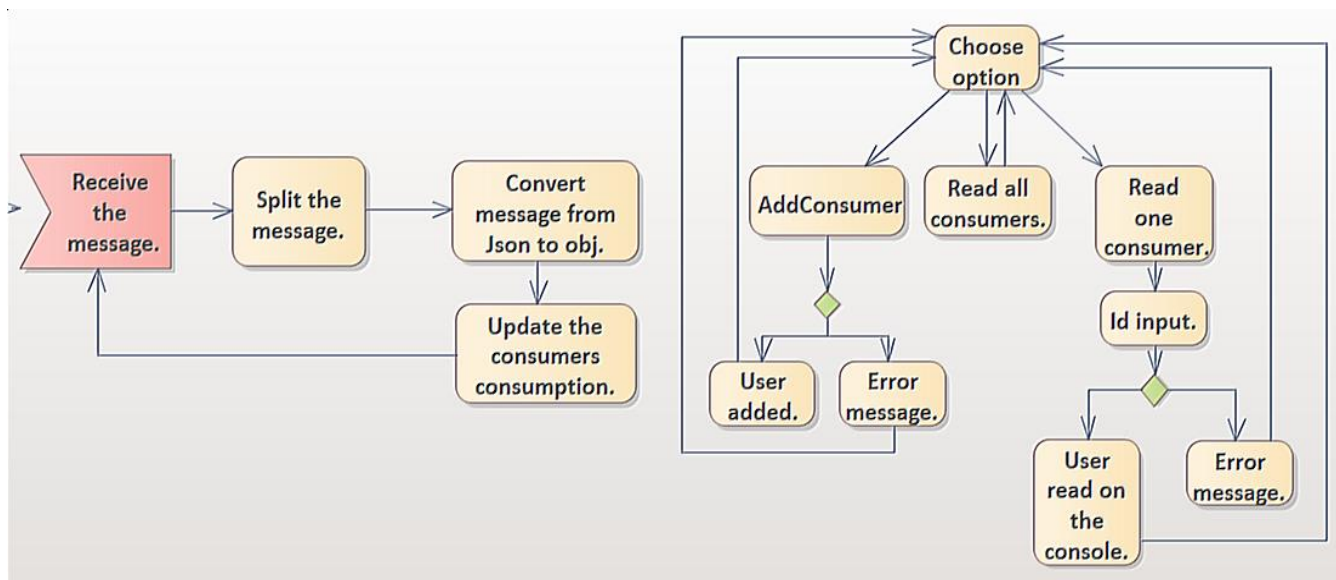 Receive
the
message.
Split the
message.
Convert
message from
Json to obj.
Update the
consumers
consumption.
Choose
option
AddConsumer
Read all
consumers.
Read
one
consumer.
Id input.
User
added.
Error
message.
User
read on
the
console.
Error
message.